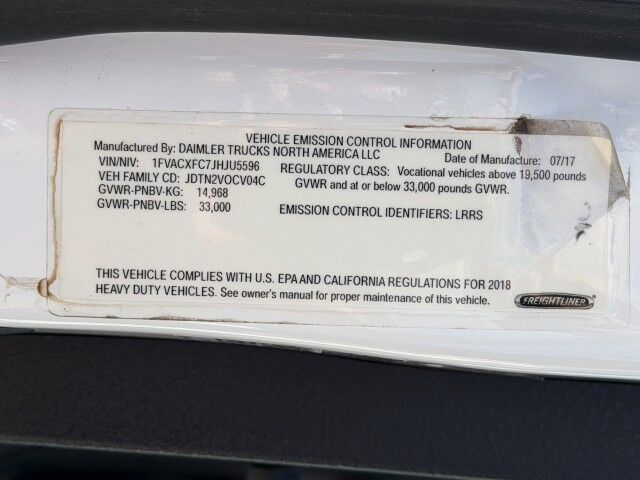 VEHICLE EMISSION CONTROL INFORMATION
Manufactured By: DAIMLER TRUCKS NORTH AMERICA LLC Date of Manufacture: 07/17
VIN/NIV: 1FVACXFC7JHJU5596 REGULATORY CLASS: Vocational vehicles above 19,500 pounds
VEH FAMILY CD: JDTN2VOCV04C GVWR and at or below 33,000 pounds GVWR.
GVWR-PNBV-KG: 14,968
GVWR-PNBV-LBS: 33,000 EMISSION CONTROL IDENTIFIERS: LRRS
THIS VEHICLE COMPLIES WITH U.S. EPA AND CALIFORNIA REGULATIONS FOR 2018
HEAVY DUTY VEHICLES. See owner's manual for proper maintenance of this vehicle.
FREIGHTLINER